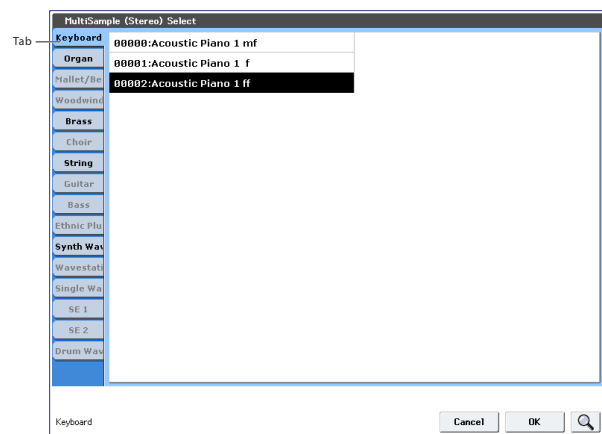 MultiSample (Stereo) Select
Tab
Keyboard
Organ
Mallet/Be
Woodwind
Brass
Choir
String
Guitar
Bass
Ethnic Plu
Synth Wav
Wavestati
Single Wa
SE 1
SE 2
Drum Wav
00000:Acoustic Piano 1 mf
00001:Acoustic Piano 1 f
00002:Acoustic Piano 1 ff
Keyboard
Cancel
OK